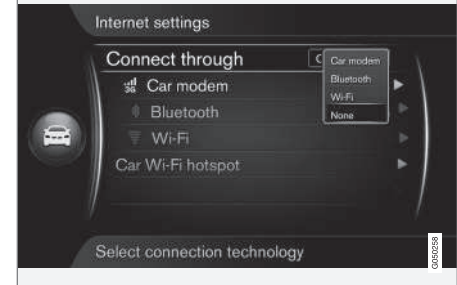 Internet settings
Connect through
Car modem
Bluetooth
Wi-Fi
None
3G
Car modem
Bluetooth
Wi-Fi
Car Wi-Fi hotspot
Select connection technology
G050258